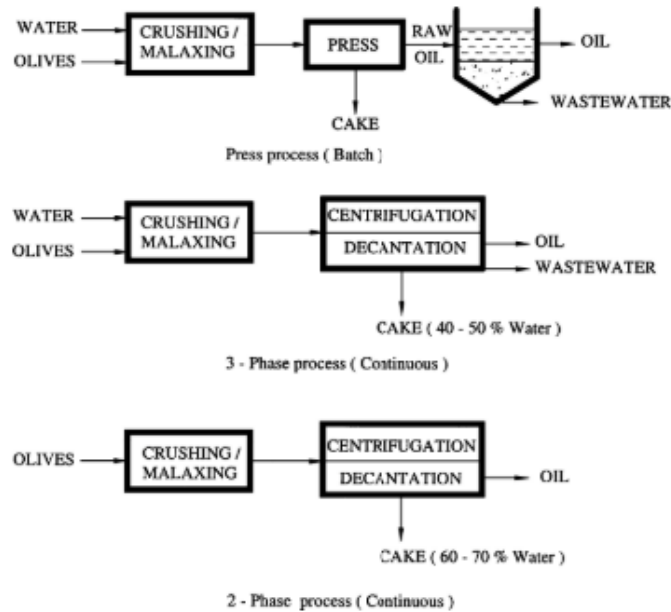 WATER
OLIVES
CRUSHING /
MALAXING
PRESS
RAW
OIL
OIL
WASTEWATER
CAKE
Press process ( Batch )
WATER
OLIVES
CRUSHING /
MALAXING
CENTRIFUGATION
DECANTATION
OIL
WASTEWATER
CAKE ( 40 - 50 % Water )
3 - Phase process ( Continuous )
OLIVES
CRUSHING /
MALAXING
CENTRIFUGATION
DECANTATION
OIL
CAKE ( 60 - 70 % Water )
2 - Phase process ( Continuous )